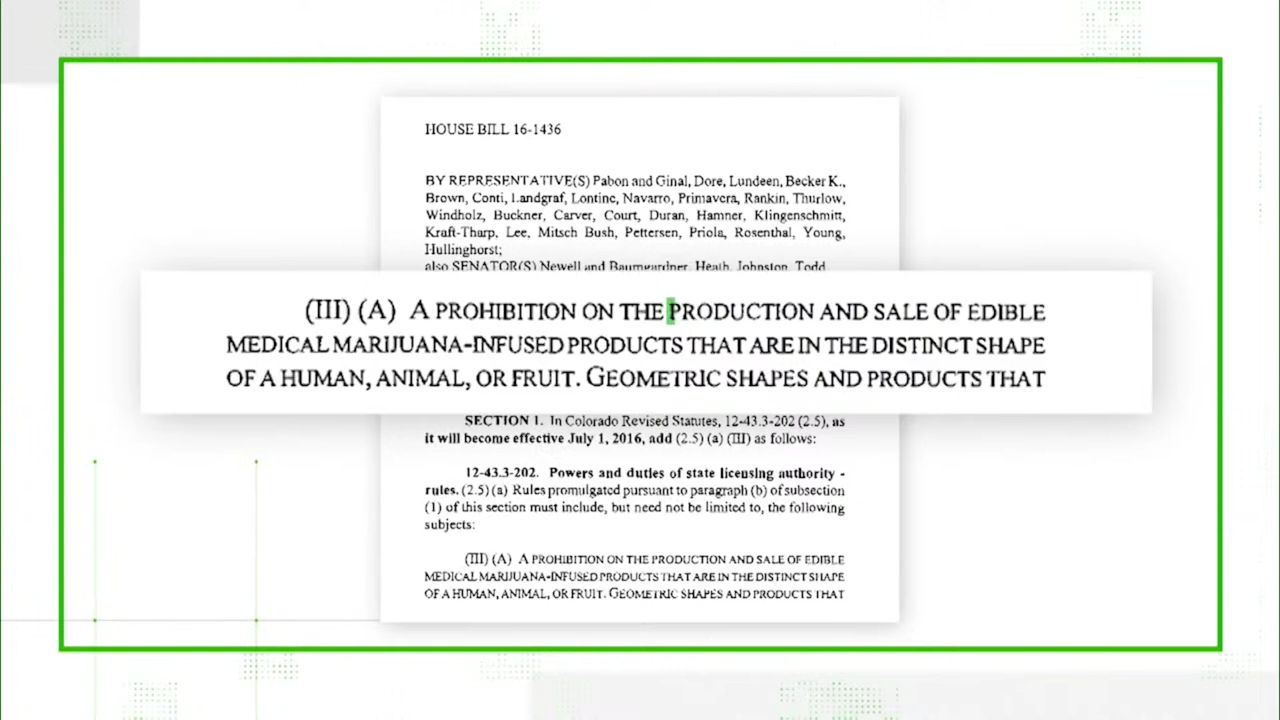 HOUSE BILL 16-1436
BY REPRESENTATIVE(S) Pabon and Ginal, Dore, Lundeen, Becker K.,
Brown, Conti, Landgraf, Lontine, Navarro, Primavera, Rankin, Thurlow,
Windholz, Buckner, Carver, Court, Duran, Hamner, Klingenschmitt,
Kraft-Tharp, Lee, Mitsch Bush, Pettersen, Priola, Rosenthal, Young,
Hullinghorst;
also SENATOR(S) Newell and Baumgardner, Heath, Johnston, Todd
(III) (A) A PROHIBITION ON THE PRODUCTION AND SALE OF EDIBLE
MEDICAL MARIJUANA-INFUSED PRODUCTS THAT ARE IN THE DISTINCT SHAPE
OF A HUMAN, ANIMAL, OR FRUIT. GEOMETRIC SHAPES AND PRODUCTS THAT
SECTION 1. In Colorado Revised Statutes, 12-43.3-202 (2.5), as
it will become effective July 1, 2016, add (2.5) (a) (III) as follows:
12-43.3-202. Powers and duties of state licensing authority -
rules. (2.5) (a) Rules promulgated pursuant to paragraph (b) of subsection
(1) of this section must include, but need not be limited to, the following
subjects:
(III) (A) A PROHIBITION ON THE PRODUCTION AND SALE OF EDIBLE
MEDICAL MARIJUANA-INFUSED PRODUCTS THAT ARE IN THE DISTINCT SHAPE
OF A HUMAN, ANIMAL, OR FRUIT. GEOMETRIC SHAPES AND PRODUCTS THAT